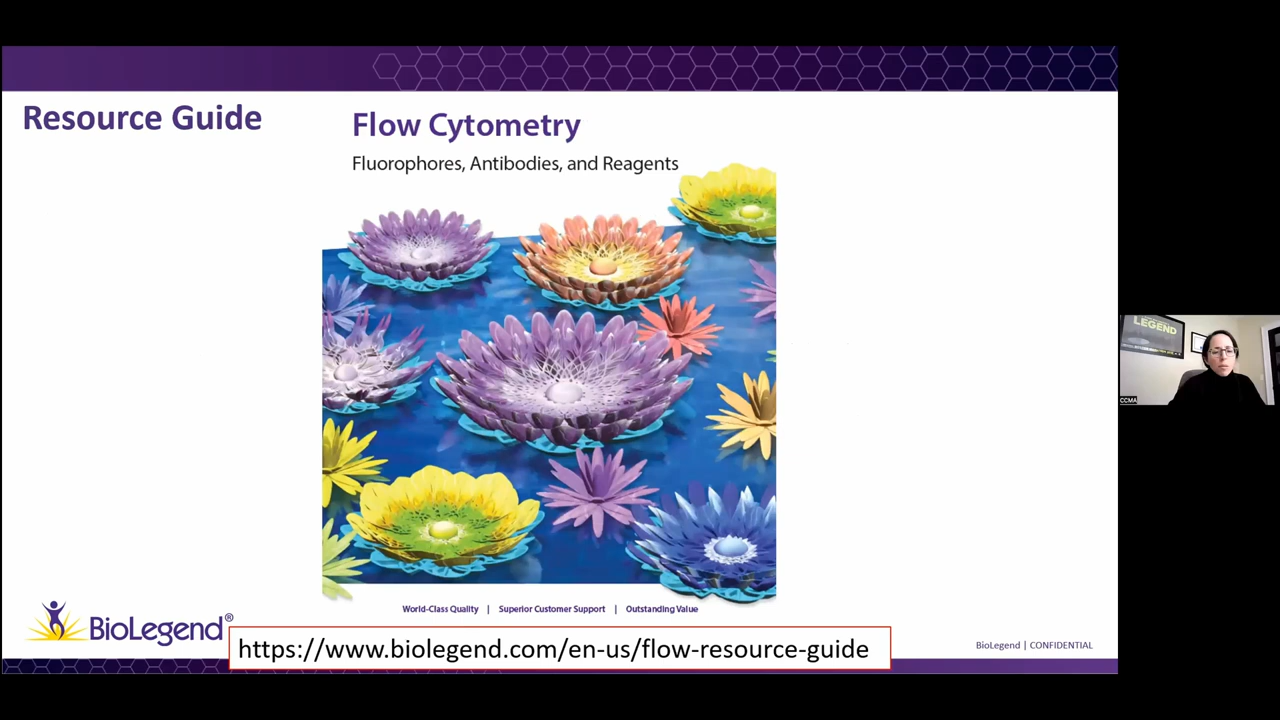 Resource Guide
Flow Cytometry
Fluorophores, Antibodies, and Reagents
World-Class Quality | Superior Customer Support | Outstanding Value
BioLegend®
https://www.biolegend.com/en-us/flow-resource-guide
BioLegend | CONFIDENTIAL
LEGEND
CCMA